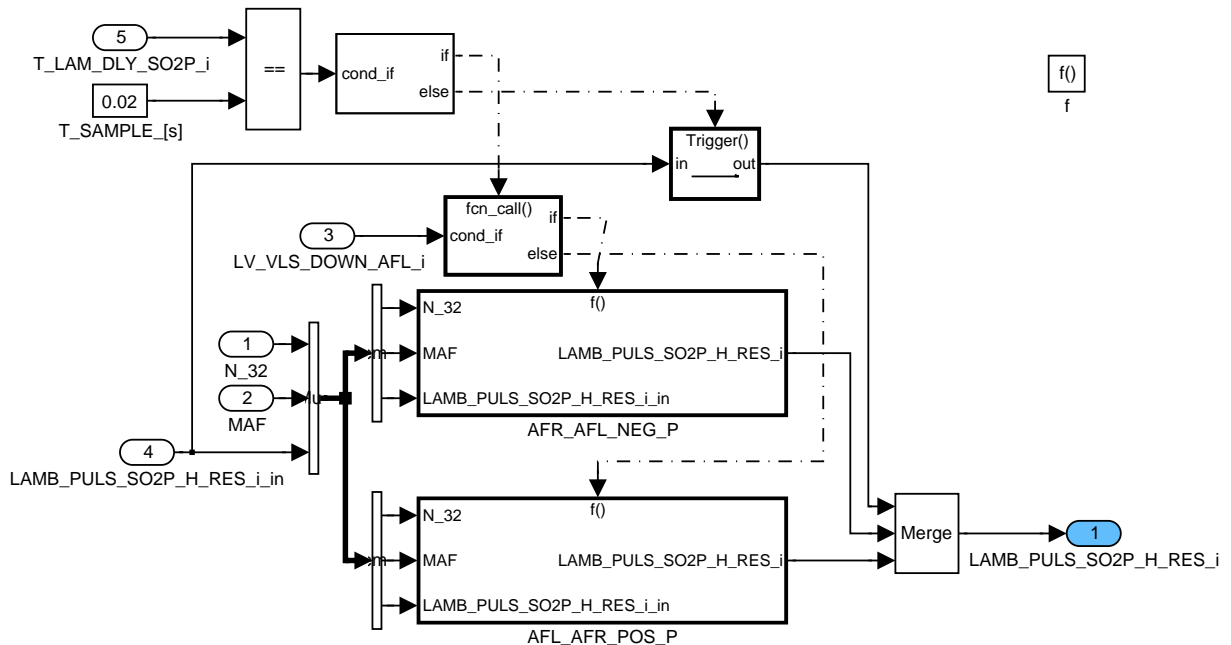 5
T_LAM_DLY_SO2P_i
0.02
T_SAMPLE_[s]
==
cond_if
if
else
f()
f
Trigger()
in
out
fcn_call()
cond_if
if
else
3
LV_VLS_DOWN_AFL_i
1
N_32
2
MAF
4
LAMB_PULS_SO2P_H_RES_i_in
f()
N_32
MAF
LAMB_PULS_SO2P_H_RES_i_in
LAMB_PULS_SO2P_H_RES_i
AFR_AFL_NEG_P
f()
N_32
MAF
LAMB_PULS_SO2P_H_RES_i_in
LAMB_PULS_SO2P_H_RES_i
AFL_AFR_POS_P
Merge
1
LAMB_PULS_SO2P_H_RES_i